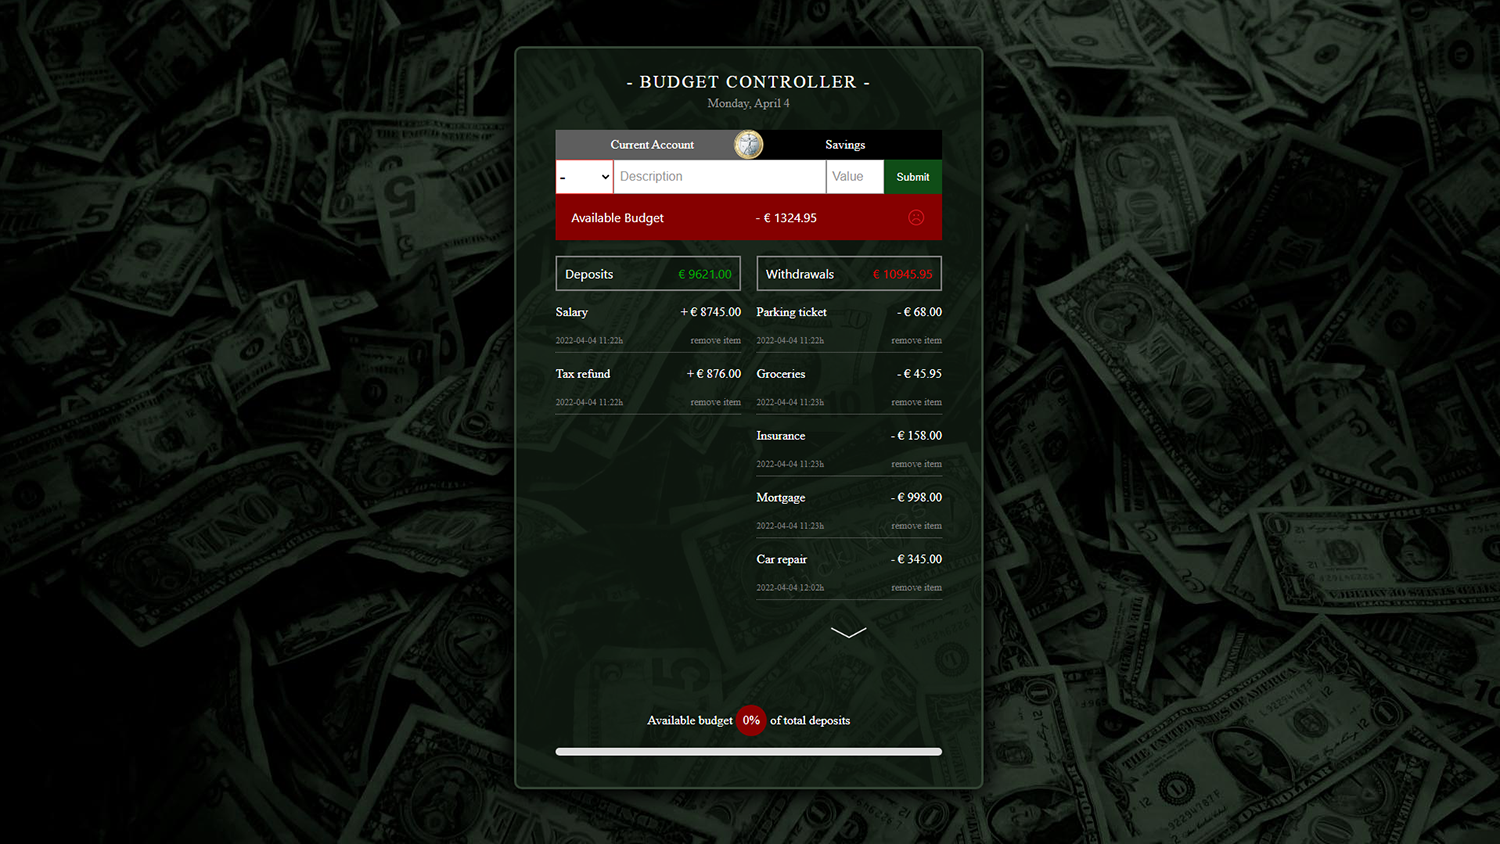 - BUDGET CONTROLLER -
Monday, April 4
Current Account Savings
- Description Value Submit
Available Budget - € 1324.95
Deposits € 9621.00 Withdrawals € 10945.95
Salary + € 8745.00 Parking ticket - € 68.00
2022-04-04 11:22h remove item 2022-04-04 11:22h remove item
Tax refund + € 876.00 Groceries - € 45.95
2022-04-04 11:22h remove item 2022-04-04 11:23h remove item
Insurance - € 158.00
2022-04-04 11:23h remove item
Mortgage - € 998.00
2022-04-04 11:23h remove item
Car repair - € 345.00
2022-04-04 12:02h remove item
Available budget 0% of total deposits